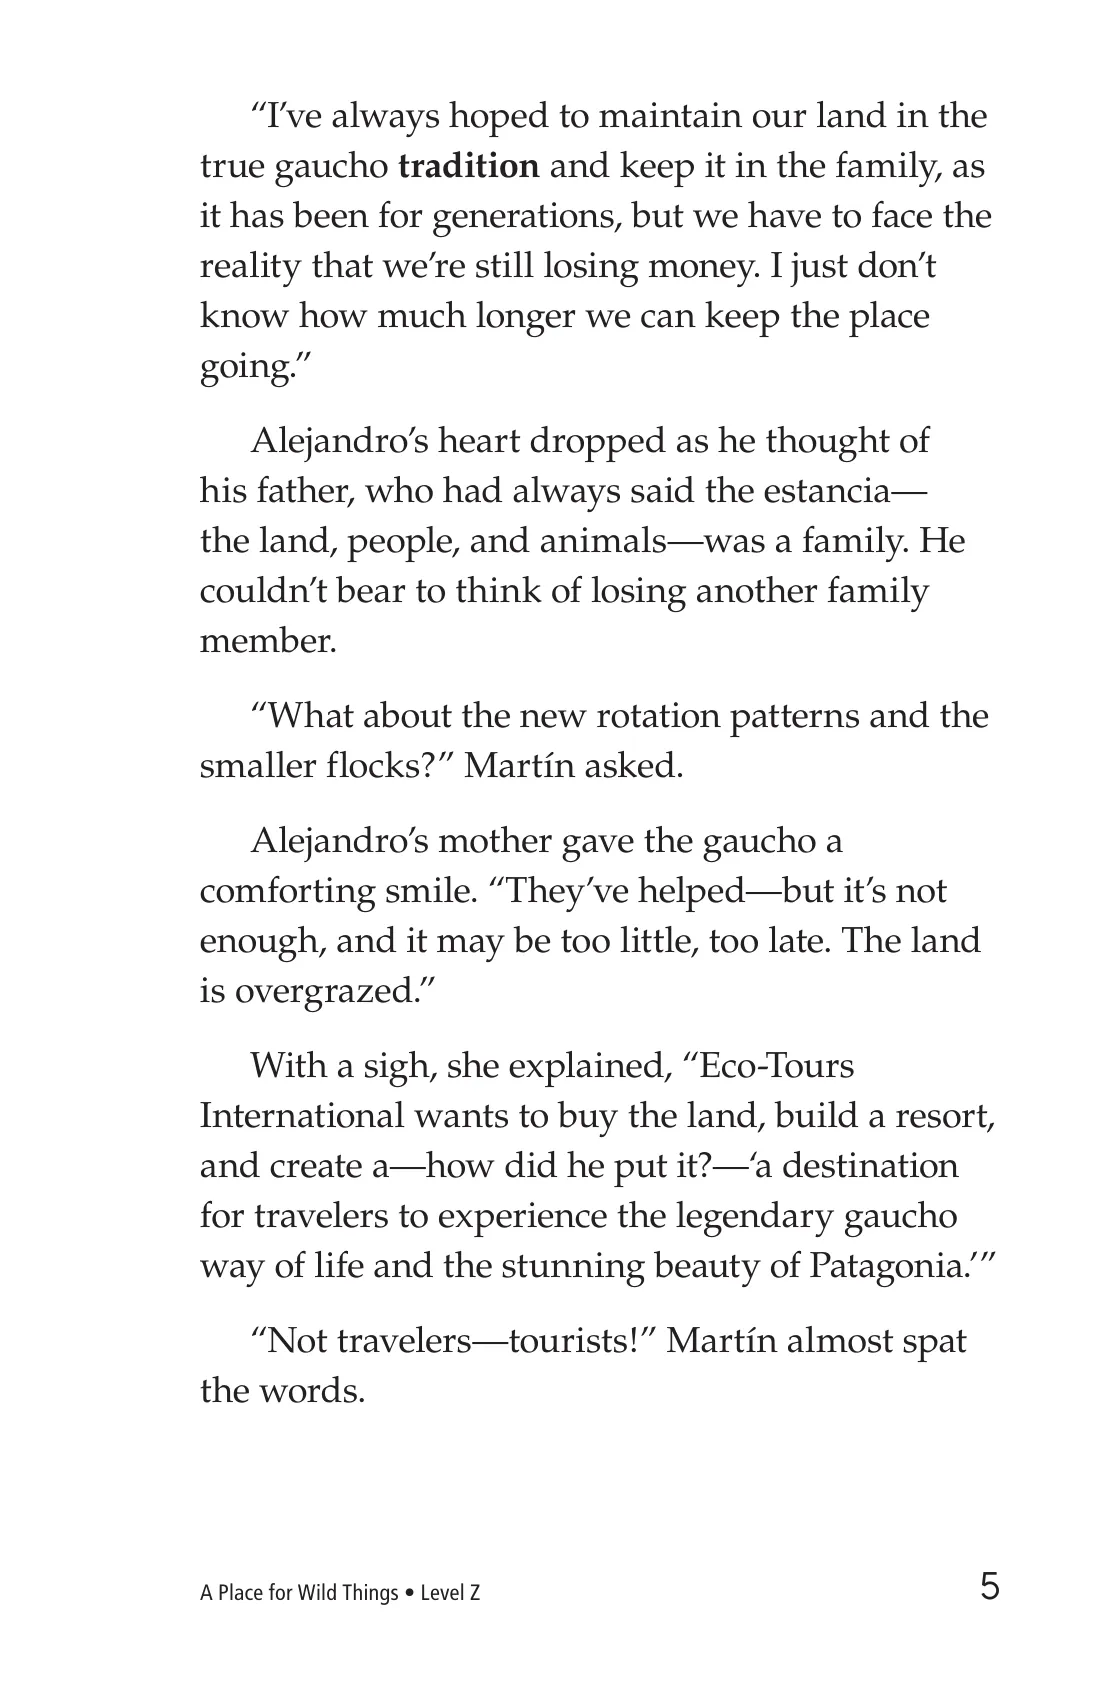 “I’ve always hoped to maintain our land in the
true gaucho tradition and keep it in the family, as
it has been for generations, but we have to face the
reality that we’re still losing money. I just don’t
know how much longer we can keep the place
going.”
Alejandro’s heart dropped as he thought of
his father, who had always said the estancia—
the land, people, and animals—was a family. He
couldn’t bear to think of losing another family
member.
“What about the new rotation patterns and the
smaller flocks?” Martín asked.
Alejandro’s mother gave the gaucho a
comforting smile. “They’ve helped—but it’s not
enough, and it may be too little, too late. The land
is overgrazed.”
With a sigh, she explained, “Eco-Tours
International wants to buy the land, build a resort,
and create a—how did he put it?—‘a destination
for travelers to experience the legendary gaucho
way of life and the stunning beauty of Patagonia.’”
“Not travelers—tourists!” Martín almost spat
the words.
A Place for Wild Things • Level Z
5